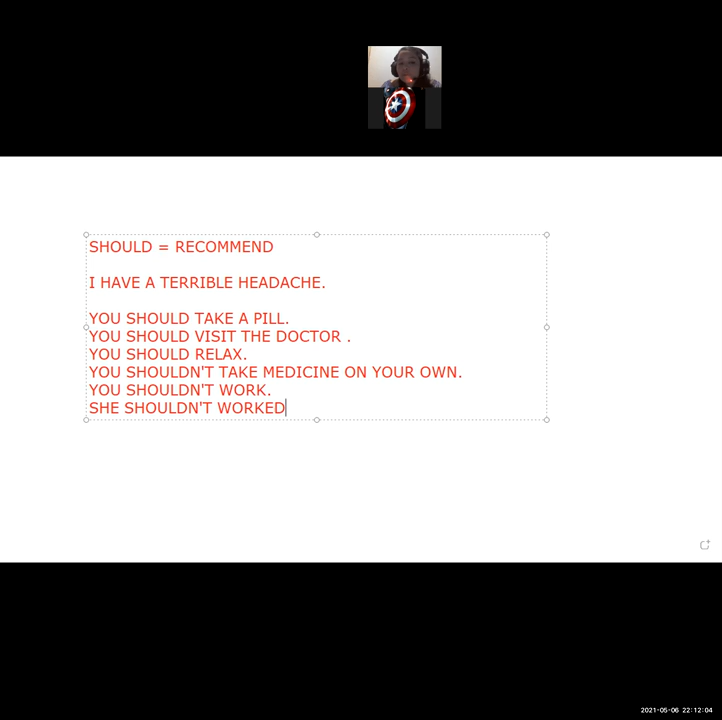 SHOULD = RECOMMEND
I HAVE A TERRIBLE HEADACHE.
YOU SHOULD TAKE A PILL.
YOU SHOULD VISIT THE DOCTOR .
YOU SHOULD RELAX.
YOU SHOULDN'T TAKE MEDICINE ON YOUR OWN.
YOU SHOULDN'T WORK.
SHE SHOULDN'T WORKED
2021-05-06 22:12:04